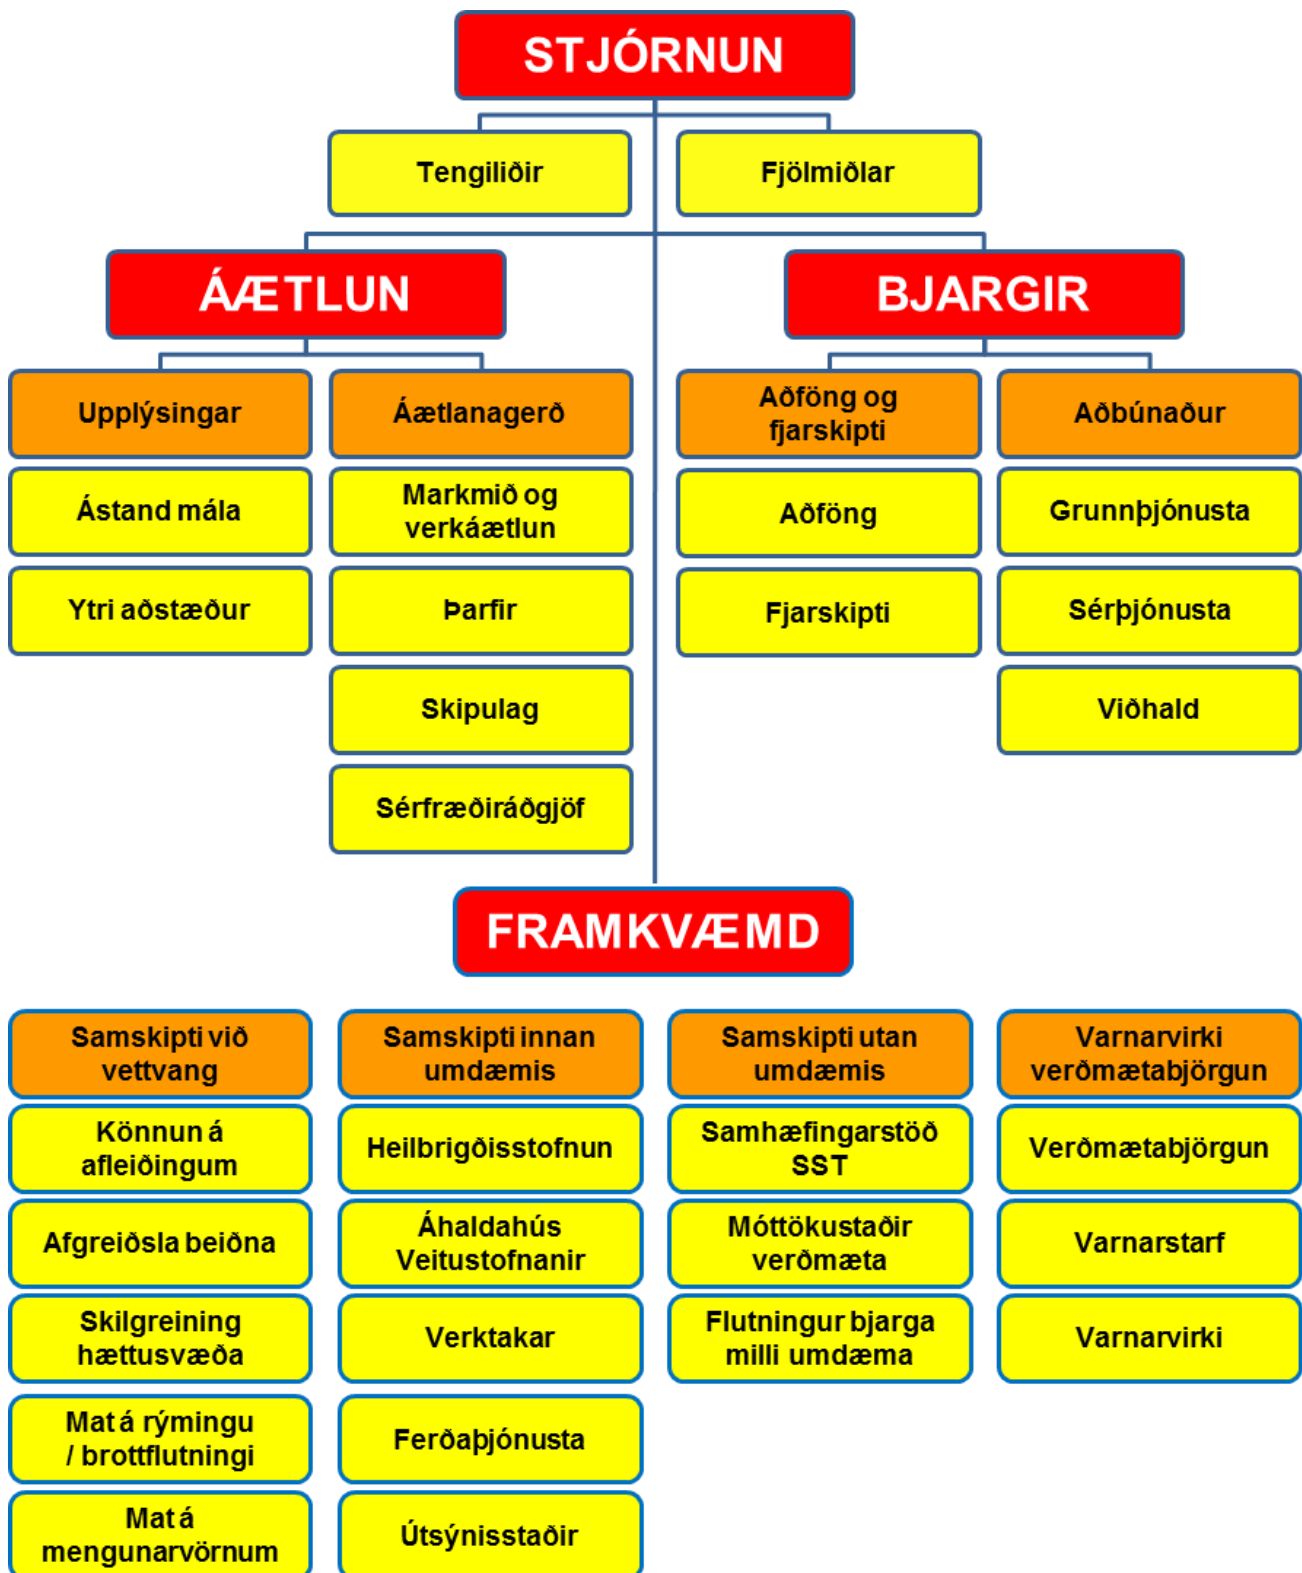 STJÓRNUN
Tengiliðir
Fjölmiðlar
ÁÆTLUN
BJARGIR
Upplýsingar
Áætlanagerð
Aðföng og
fjarskipti
Aðbúnaður
Ástand mála
Markmið og
verkáætlun
Aðföng
Grunnþjónusta
Ytri aðstæður
Þarfir
Fjarskipti
Sérþjónusta
Skipulag
Viðhald
Sérfræðiráðgjöf
FRAMKVÆMD
Samskipti við
vettvang
Samskipti innan
umdæmis
Samskipti utan
umdæmis
Varnarvirki
verðmætabjörgun
Könnun á
afleiðingum
Heilbrigðisstofnun
Samhæfingarstöð
SST
Verðmætabjörgun
Afgreiðsla beiðna
Áhaldahús
Veitustofnanir
Móttökustaðir
verðmæta
Varnarstarf
Skilgreining
hættusvæða
Verktakar
Flutningur bjarga
milli umdæma
Varnarvirki
Mat á rýmingu
/ brottflutningi
Ferðaþjónusta
Mat á
mengunarvörnum
Útsýnisstaðir